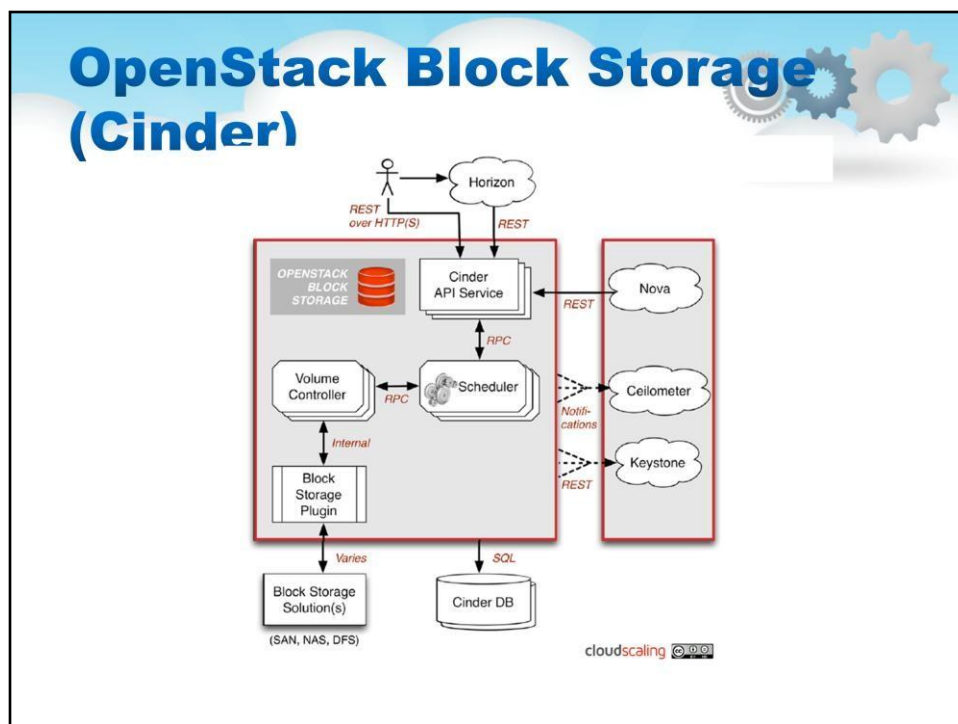 OpenStack Block Storage
(Cinder)
Horizon
REST
over HTTP(S)
REST
OPENSTACK
BLOCK
STORAGE
Cinder
API Service
REST
Nova
RPC
Volume
Controller
RPC
Scheduler
Notifi-
cations
Ceilometer
Internal
REST
Keystone
Block
Storage
Plugin
Varies
SQL
Block Storage
Solution(s)
Cinder DB
(SAN, NAS, DFS)
cloudscaling